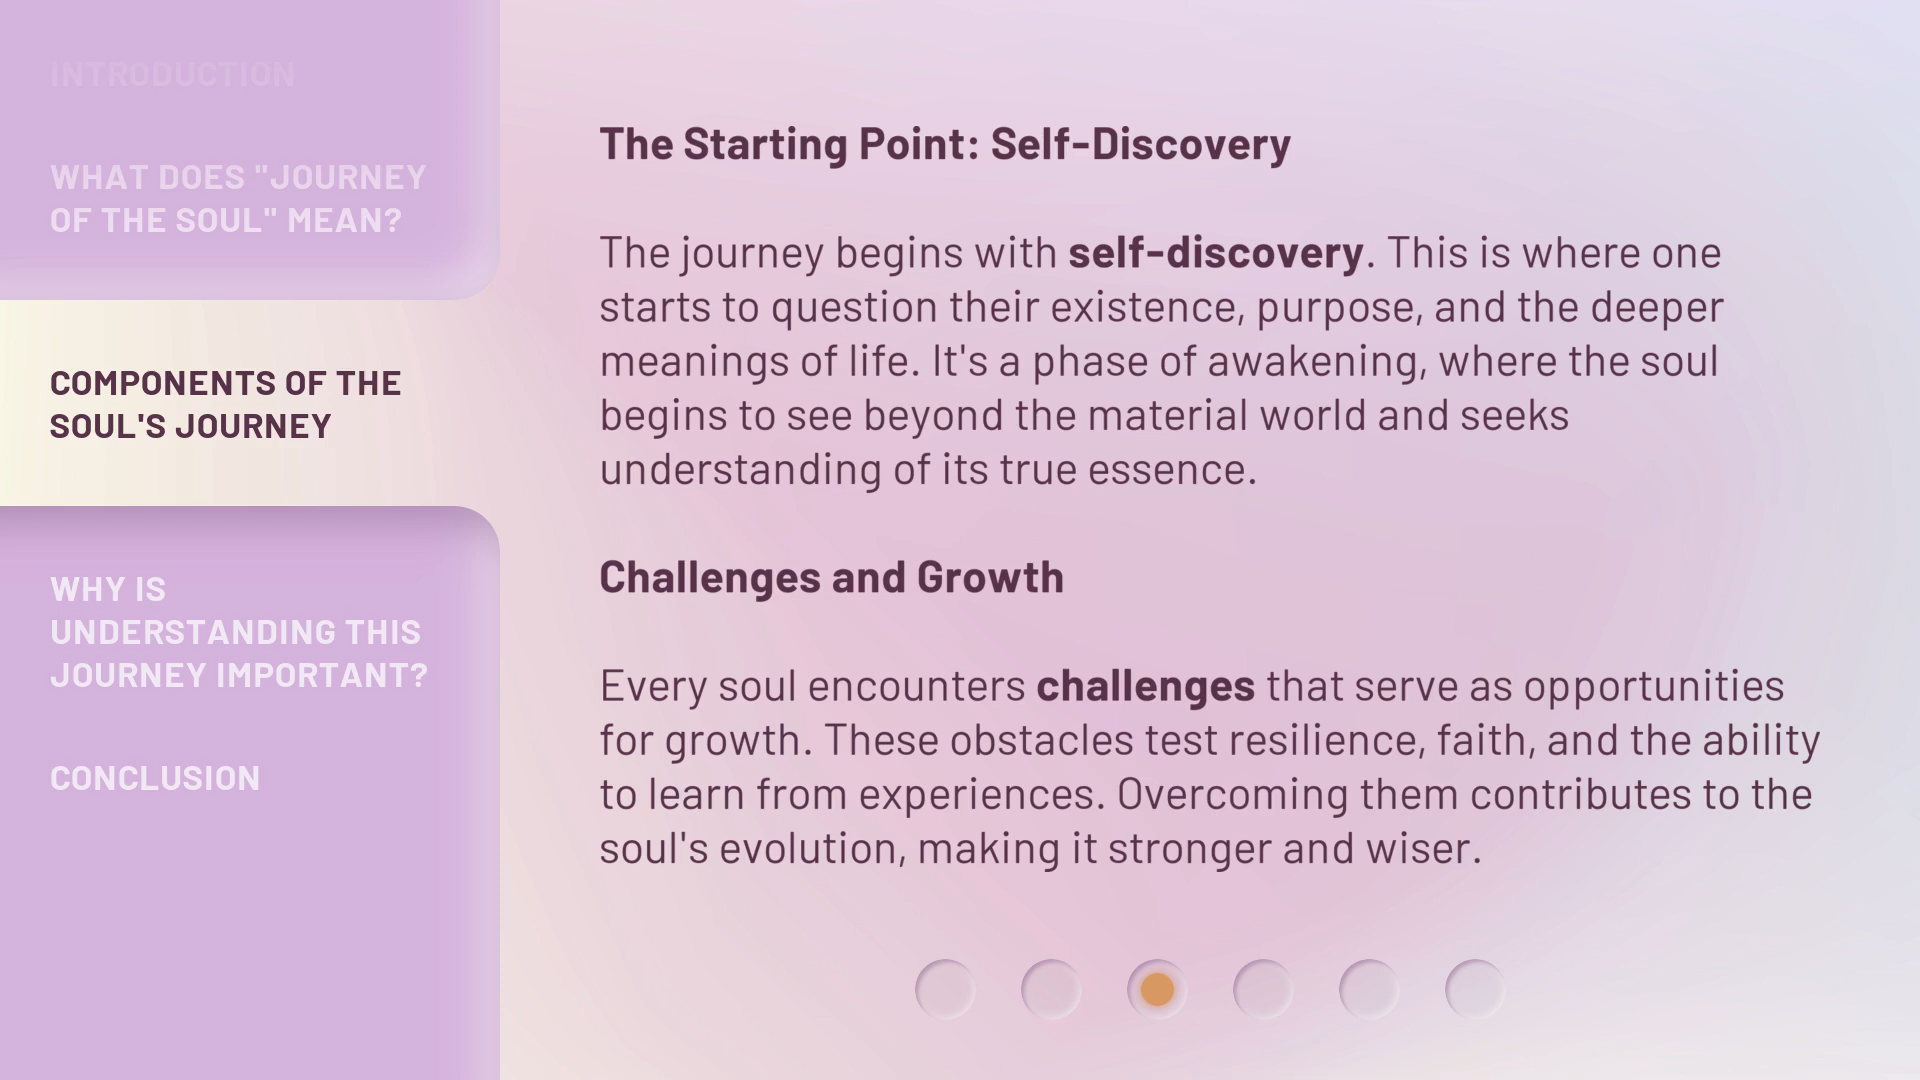 INTRODUCTION
WHAT DOES "JOURNEY
OF THE SOUL" MEAN?
COMPONENTS OF THE
SOUL'S JOURNEY
WHY IS
UNDERSTANDING THIS
JOURNEY IMPORTANT?
CONCLUSION
The Starting Point: Self-Discovery
The journey begins with self-discovery. This is where one
starts to question their existence, purpose, and the deeper
meanings of life. It's a phase of awakening, where the soul
begins to see beyond the material world and seeks
understanding of its true essence.
Challenges and Growth
Every soul encounters challenges that serve as opportunities
for growth. These obstacles test resilience, faith, and the ability
to learn from experiences. Overcoming them contributes to the
soul's evolution, making it stronger and wiser.